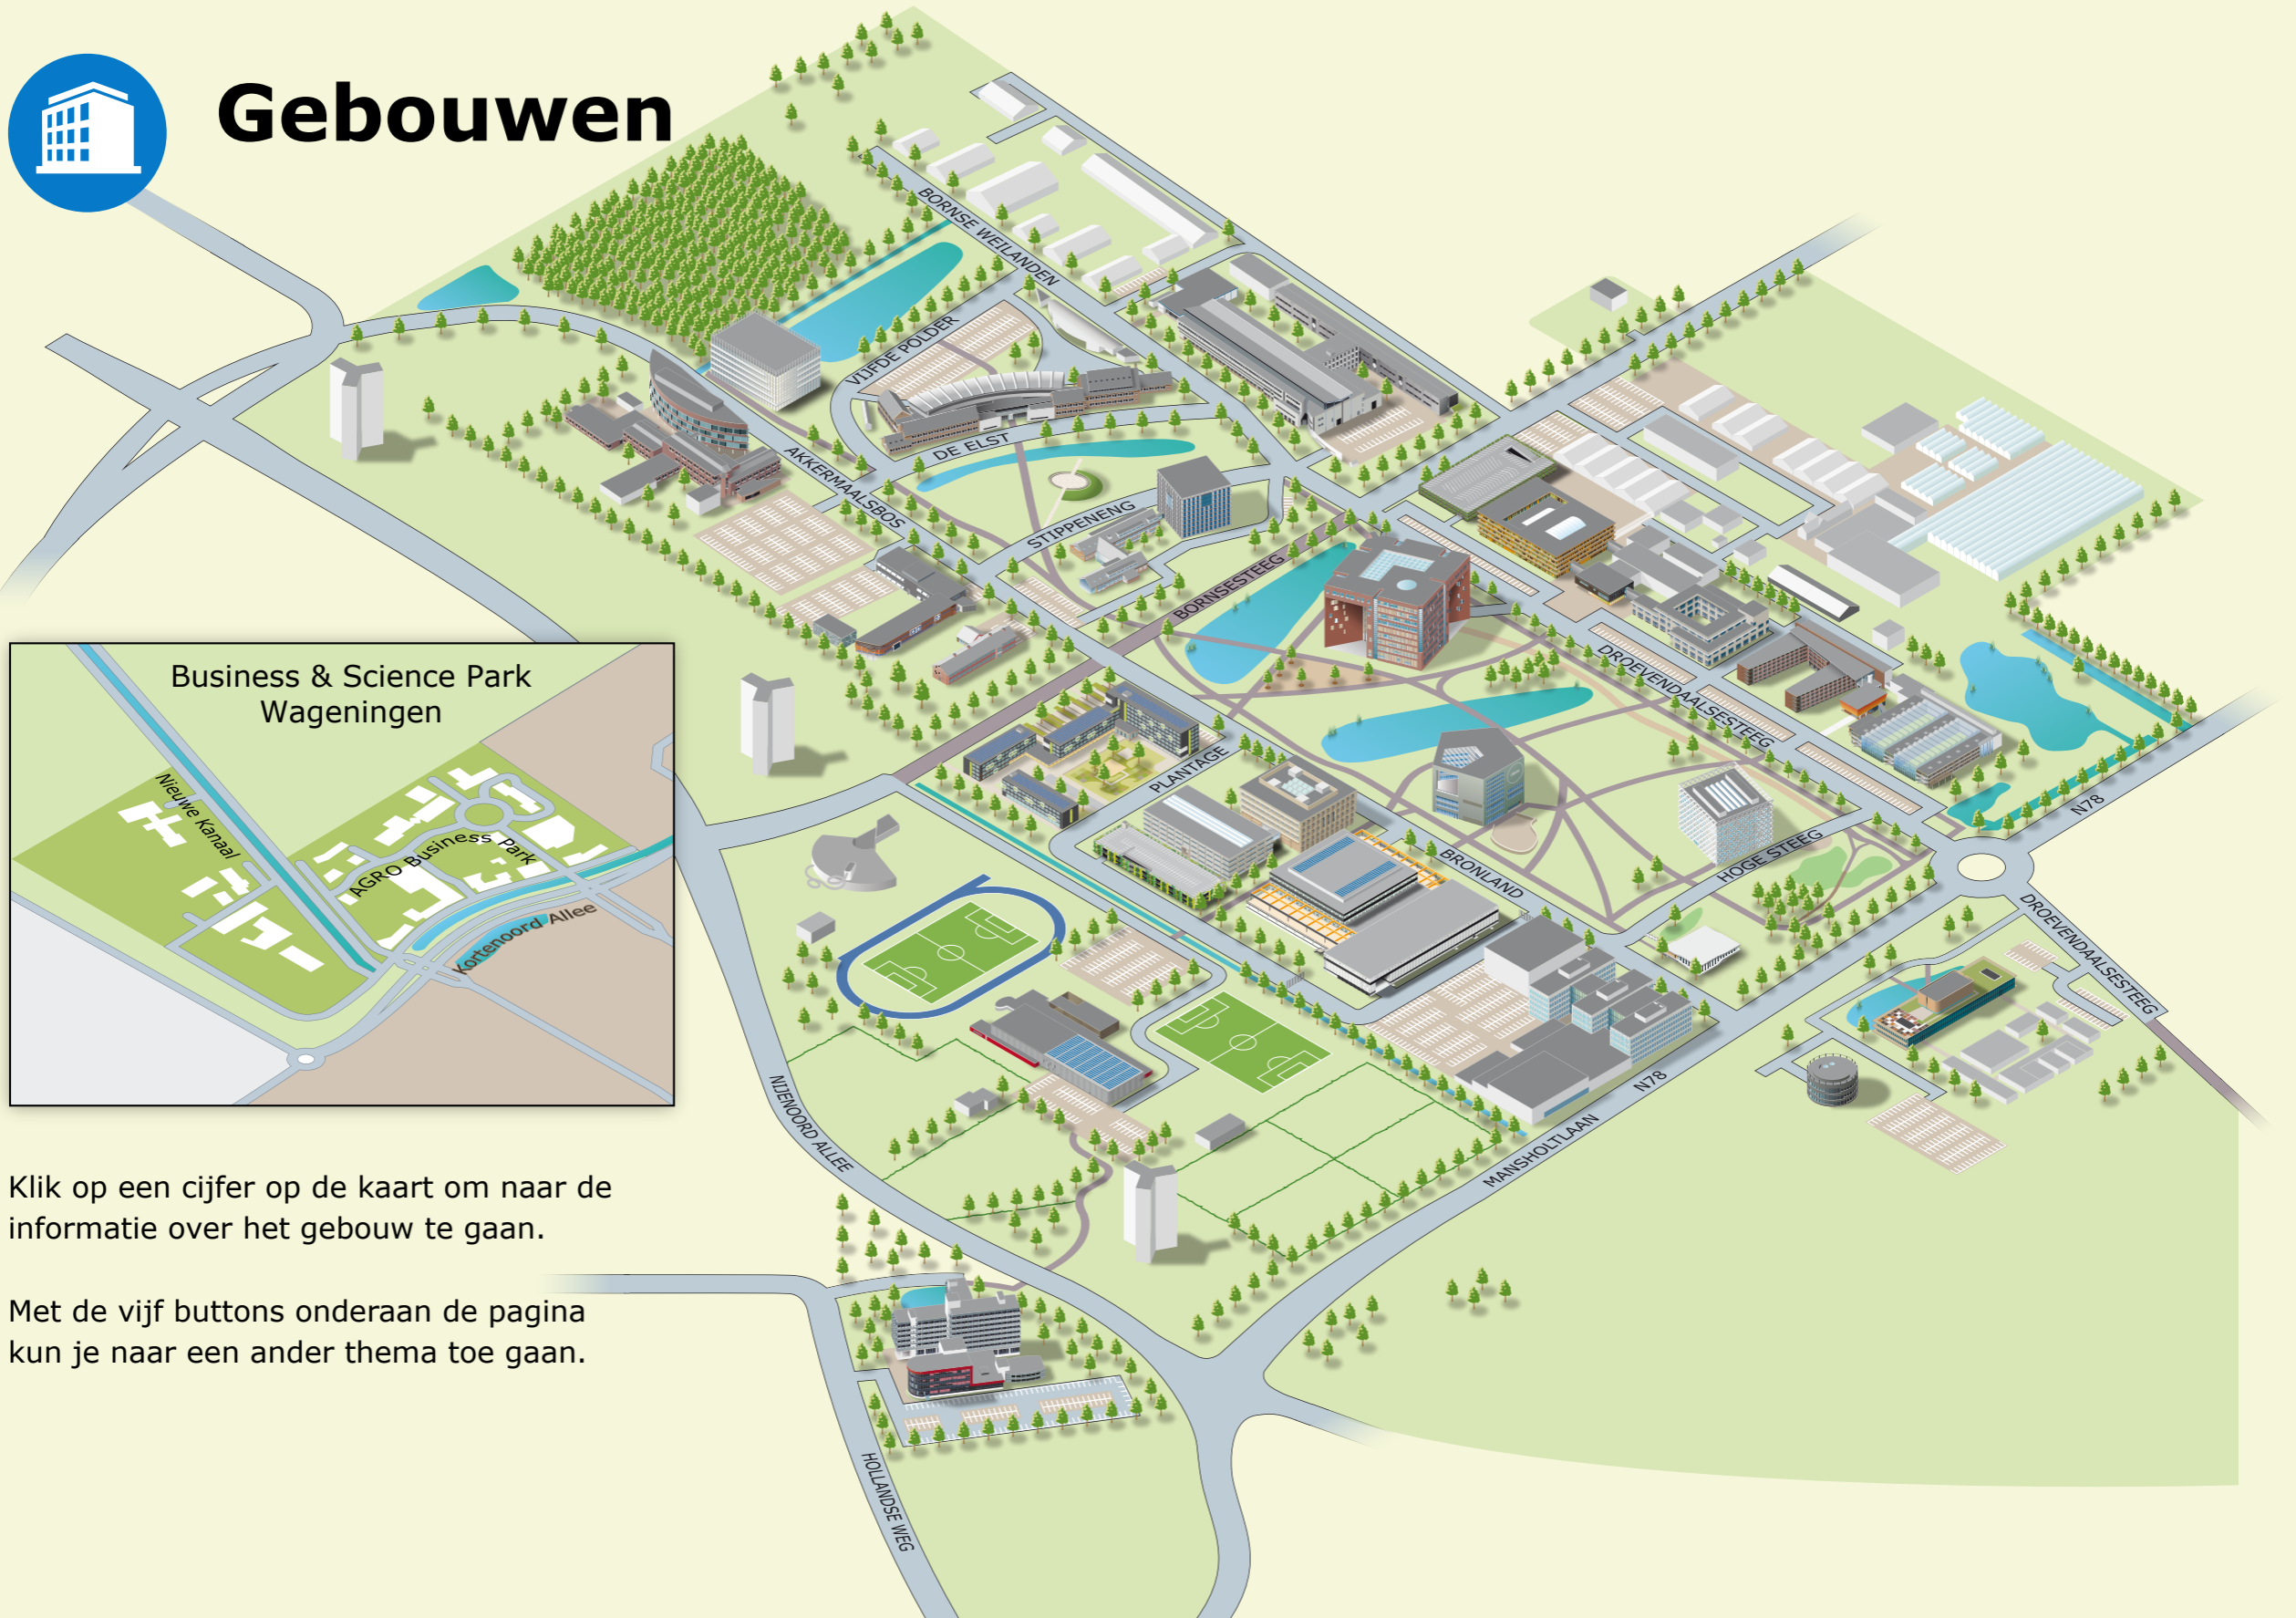 Gebouwen
BORNSE WEILANDEN
VIJFDE POLDER
DE ELST
AKKERMAALSBOS
STIPPENENG
BORNSESTEEG
DROEVENDAALSESTEEG
PLANTAGE
BRONLAND
HOGE STEEG
N78
DROEVENDAALSESTEEG
N78
MANSHOLTLAAN
NIJENOORD ALLEE
HOLLANDSE WEG
Business & Science Park
Wageningen
Nieuwe Kanaal
AGRO Business Park
Kortenoord Allee
Klik op een cijfer op de kaart om naar de
informatie over het gebouw te gaan.
Met de vijf buttons onderaan de pagina
kun je naar een ander thema toe gaan.